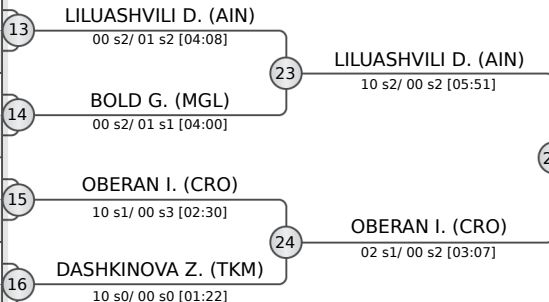 LILUASHVILI D. (AIN)
13
00 s2/ 01 s2 [04:08]
LILUASHVILI D. (AIN)
23
10 s2/ 00 s2 [05:51]
BOLD G. (MGL)
14
00 s2/ 01 s1 [04:00]
OBERAN I. (CRO)
15
10 s1/ 00 s3 [02:30]
OBERAN I. (CRO)
24
02 s1/ 00 s2 [03:07]
DASHKINOVA Z. (TKM)
16
10 s0/ 00 s0 [01:22]